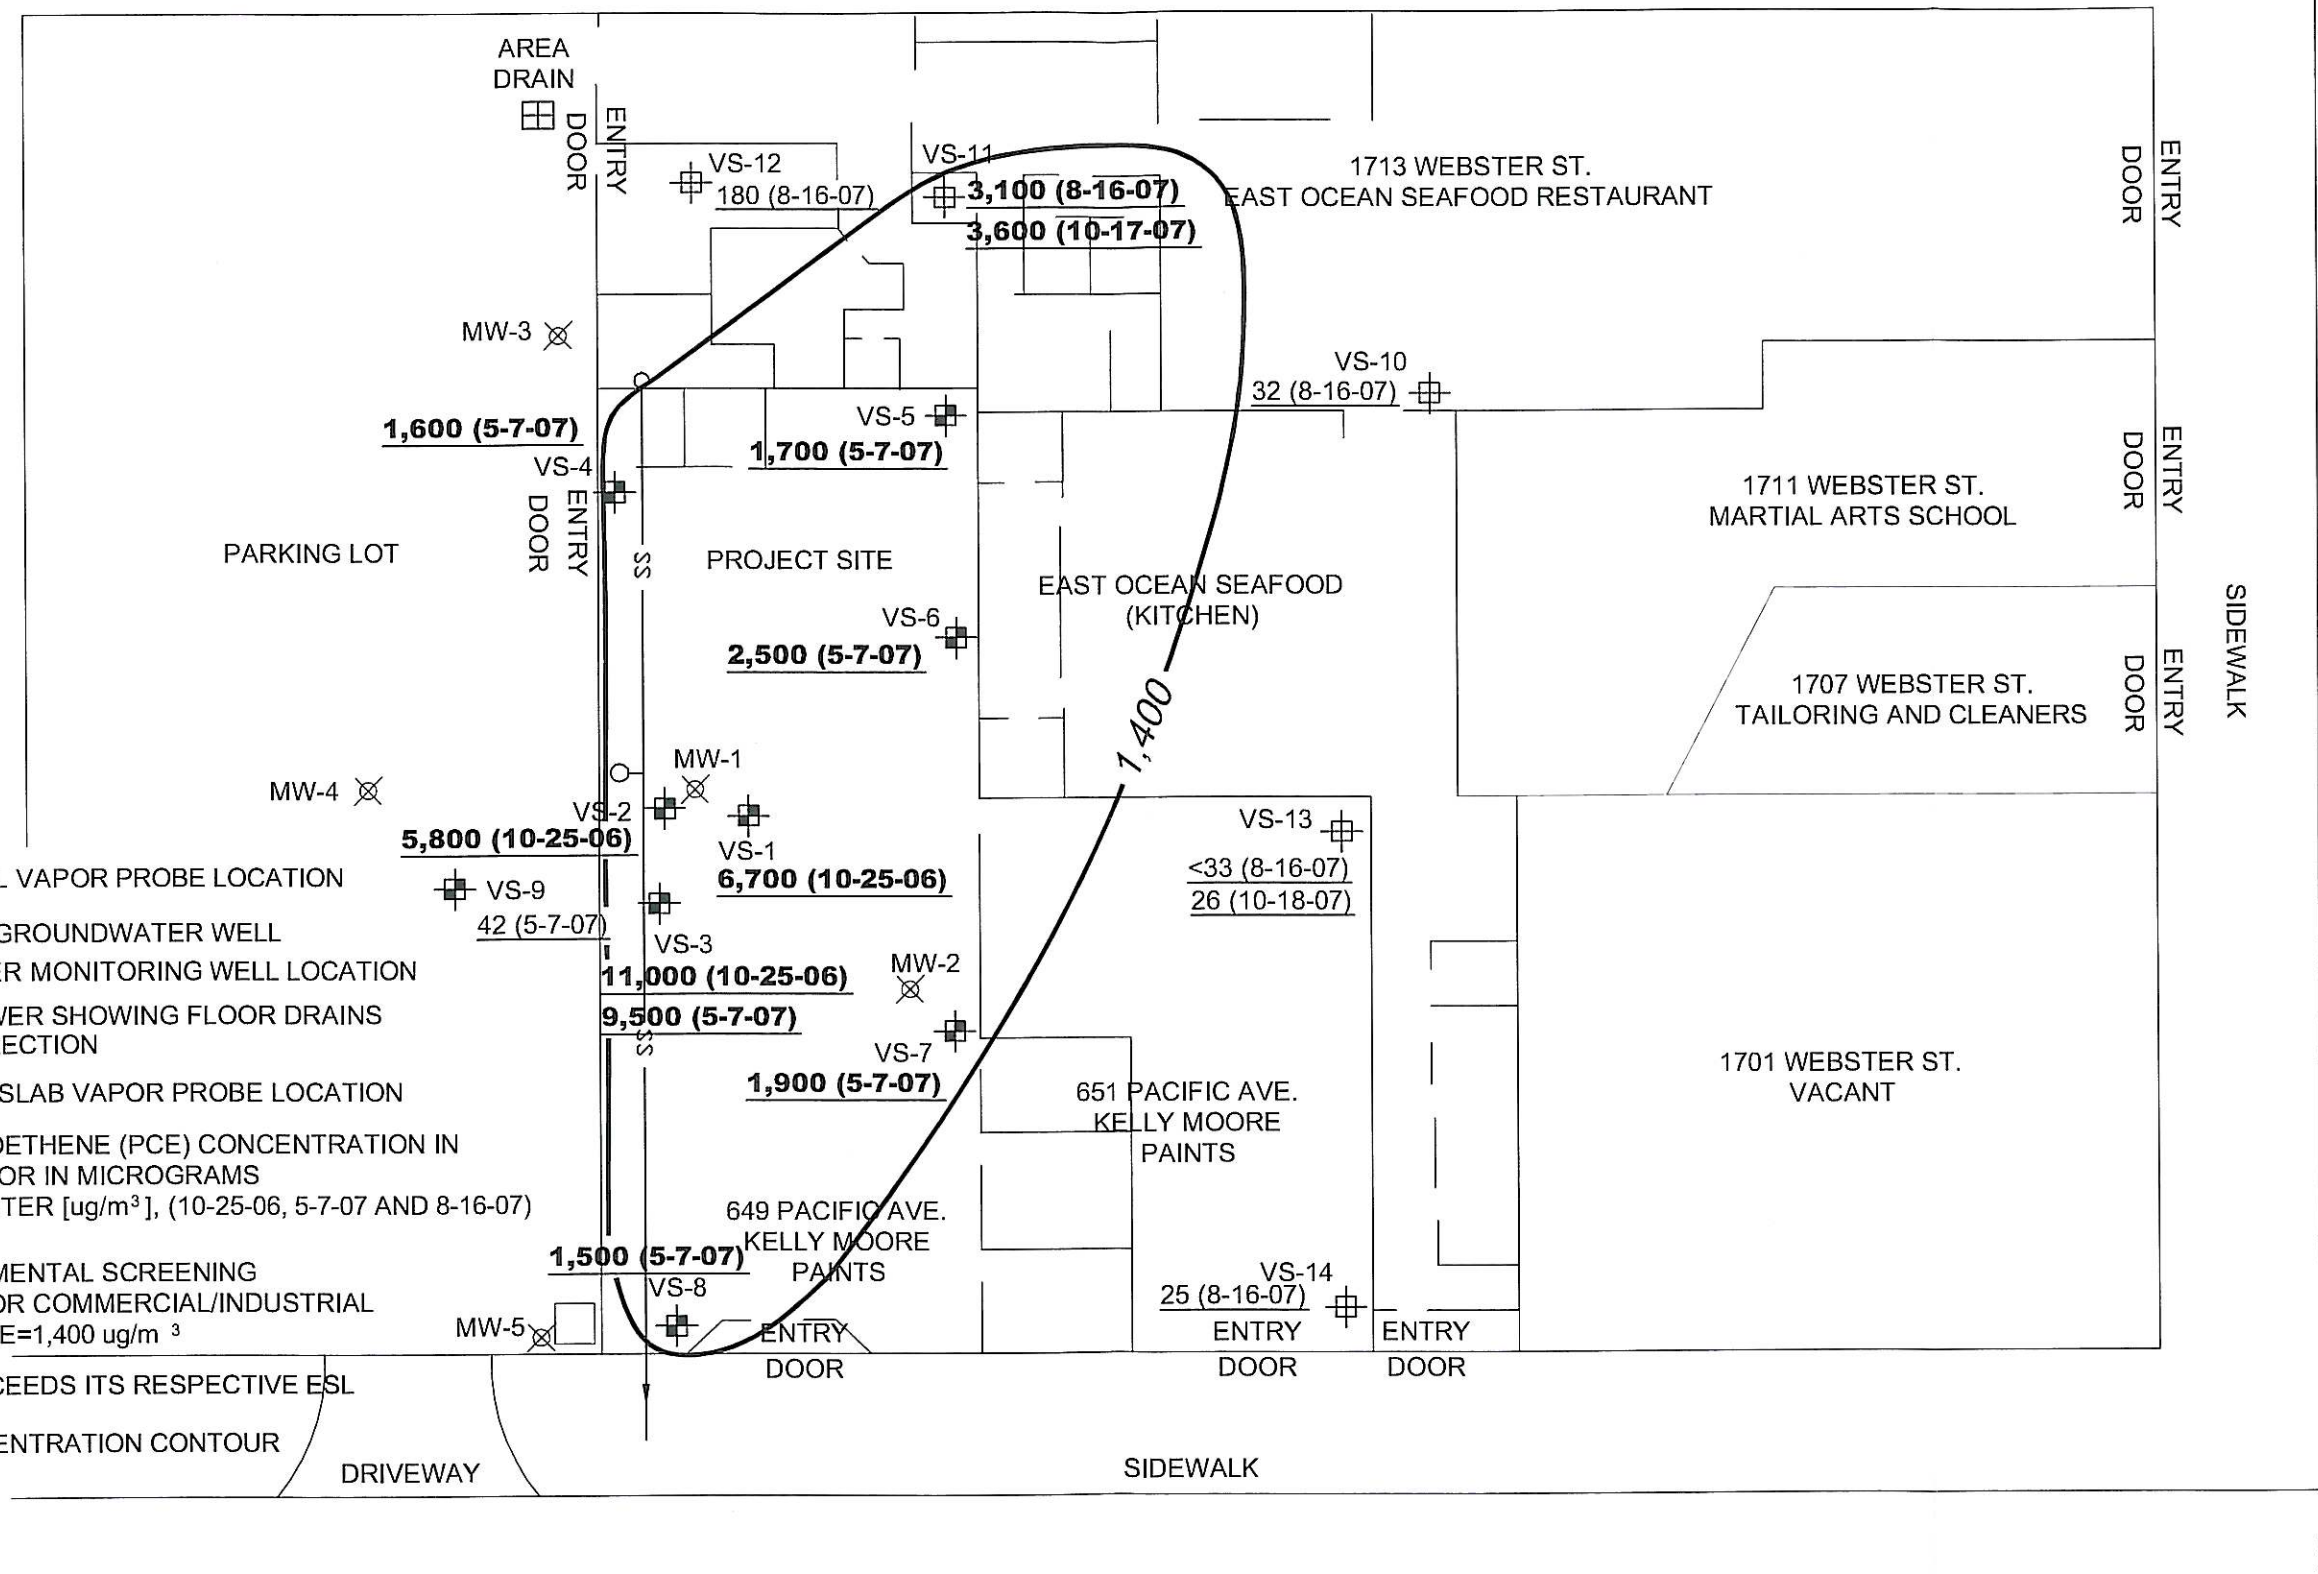 AREA
DRAIN
ENTRY
DOOR
VS-12
180 (8-16-07)
VS-11
3,100 (8-16-07)
3,600 (10-17-07)
1713 WEBSTER ST.
EAST OCEAN SEAFOOD RESTAURANT
ENTRY
DOOR
MW-3
VS-10
32 (8-16-07)
VS-5
1,700 (5-7-07)
1,600 (5-7-07)
VS-4
ENTRY
DOOR
ENTRY
DOOR
1711 WEBSTER ST.
MARTIAL ARTS SCHOOL
PARKING LOT
SS
PROJECT SITE
EAST OCEAN SEAFOOD
(KITCHEN)
VS-6
2,500 (5-7-07)
SIDEWALK
1707 WEBSTER ST.
TAILORING AND CLEANERS
ENTRY
DOOR
1,400
MW-4
MW-1
VS-2
5,800 (10-25-06)
VS-1
6,700 (10-25-06)
VS-13
<33 (8-16-07)
26 (10-18-07)
L VAPOR PROBE LOCATION
VS-9
42 (5-7-07)
GROUNDWATER WELL
VS-3
11,000 (10-25-06)
9,500 (5-7-07)
SS
MW-2
ER MONITORING WELL LOCATION
WER SHOWING FLOOR DRAINS
ECTION
VS-7
1,900 (5-7-07)
651 PACIFIC AVE.
KELLY MOORE
PAINTS
1701 WEBSTER ST.
VACANT
SLAB VAPOR PROBE LOCATION
OETHENE (PCE) CONCENTRATION IN
OR IN MICROGRAMS
TER [ug/m³], (10-25-06, 5-7-07 AND 8-16-07)
649 PACIFIC AVE.
KELLY MOORE
PAINTS
1,500 (5-7-07)
VS-8
MENTAL SCREENING
OR COMMERCIAL/INDUSTRIAL
E=1,400 ug/m ³
MW-5
VS-14
25 (8-16-07)
ENTRY
DOOR
ENTRY
DOOR
ENTRY
DOOR
CEEDS ITS RESPECTIVE ESL
ENTRATION CONTOUR
DRIVEWAY
SIDEWALK